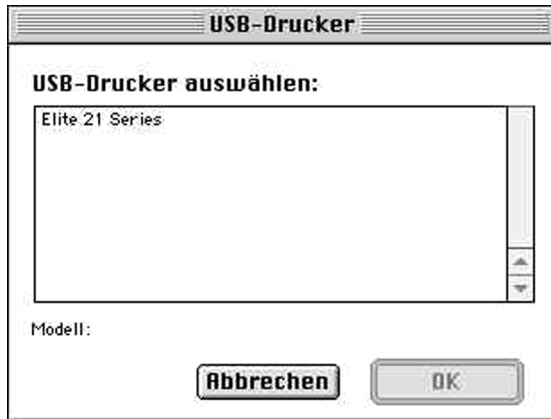 USB-Drucker
USB-Drucker auswählen:
Elite 21 Series
Modell:
Abbrechen
OK